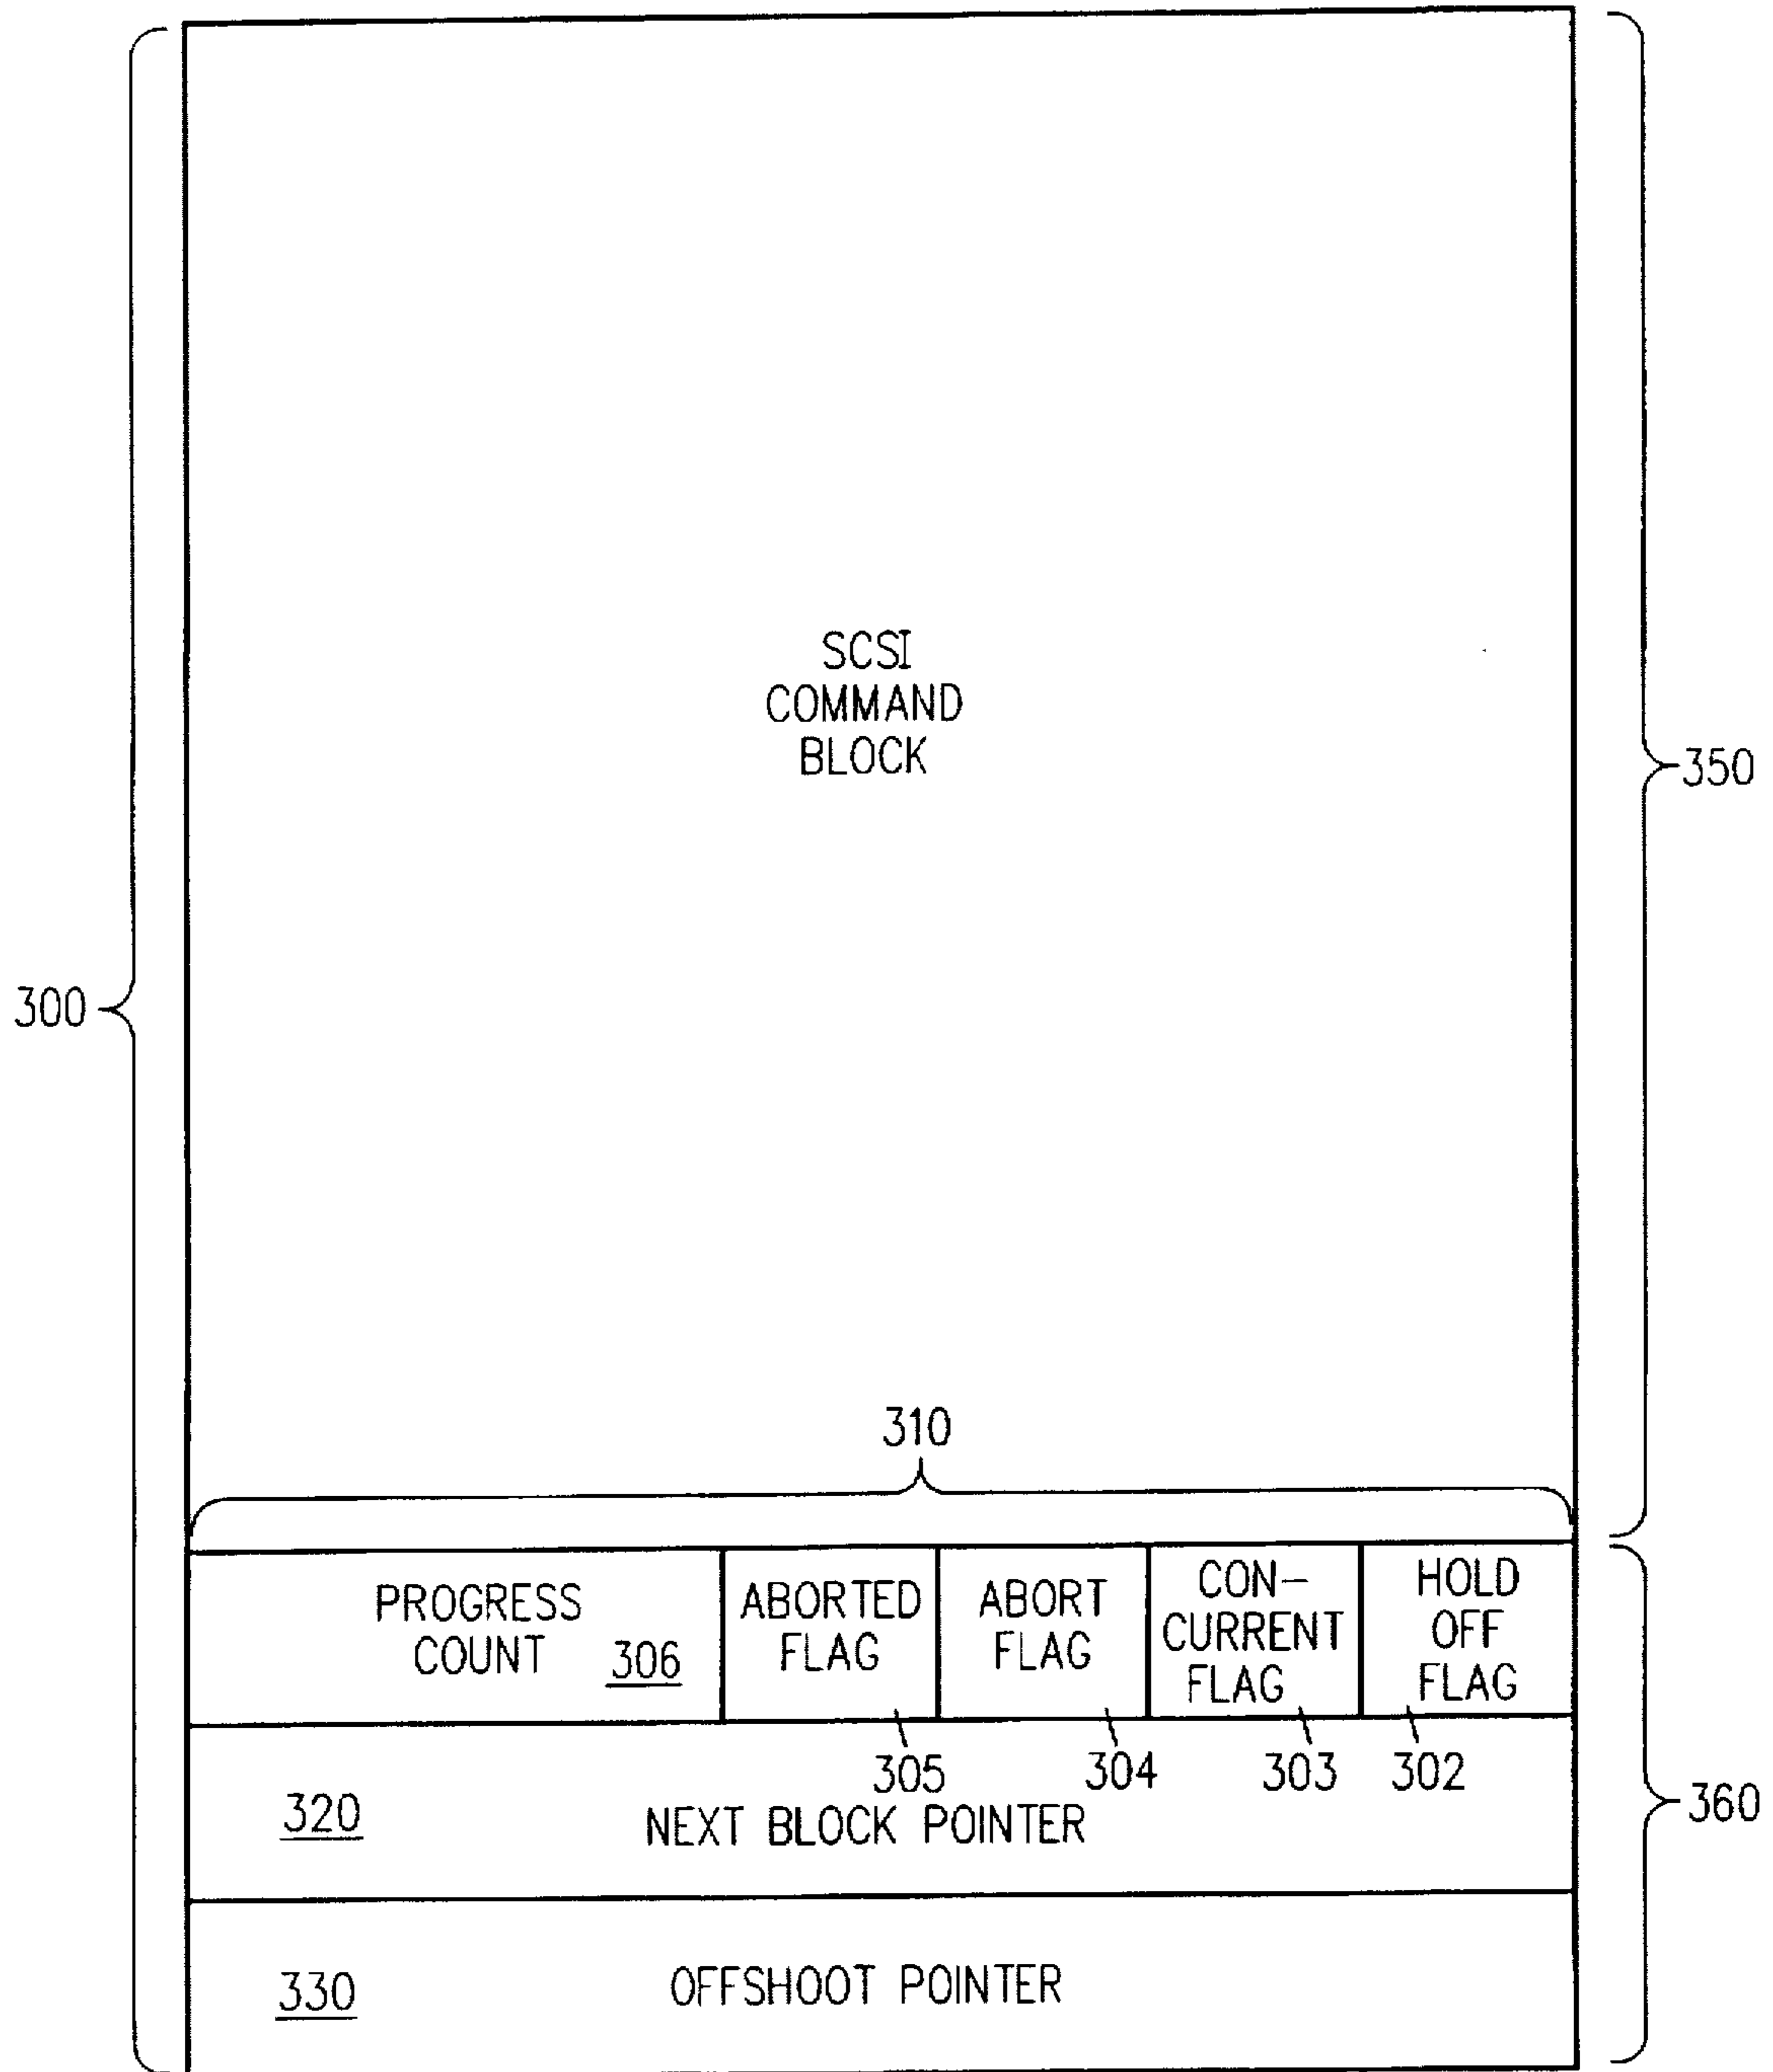 SCSI
COMMAND
BLOCK
350
300
310
PROGRESS
COUNT
306
ABORTED
FLAG
ABORT
FLAG
CON-
CURRENT
FLAG
HOLD
OFF
FLAG
305
304
303
302
360
320
NEXT BLOCK POINTER
330
OFFSHOOT POINTER